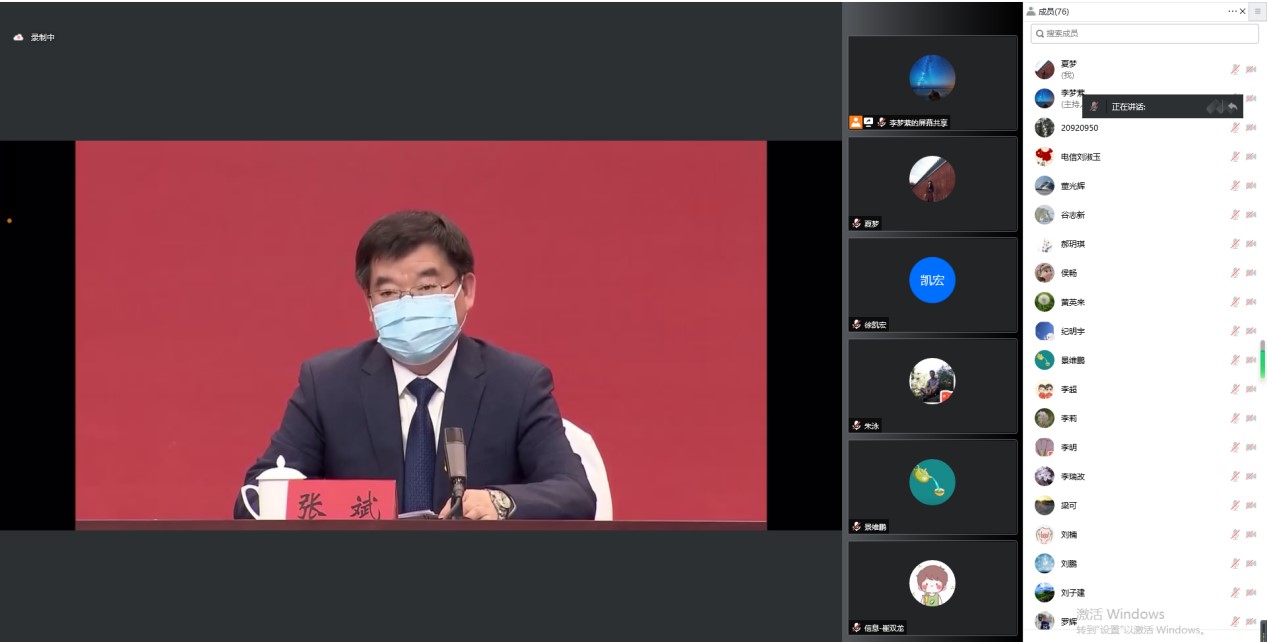 录制中
张 斌
李梦紫的屏幕共享
夏梦
凯宏
徐凯宏
朱泳
景维鹏
信息-崔双龙
成员(76)
搜索成员
夏梦
(我)
李梦紫
(主持
正在讲话:
20920950
电信刘淑玉
董光辉
谷志新
郝玥琪
侯畅
黄英来
纪明宇
景维鹏
李超
李莉
李明
李瑞改
梁可
刘楠
刘鹏
刘子建
罗辉
激活 Windows
转到"设置"以激活 Windows。